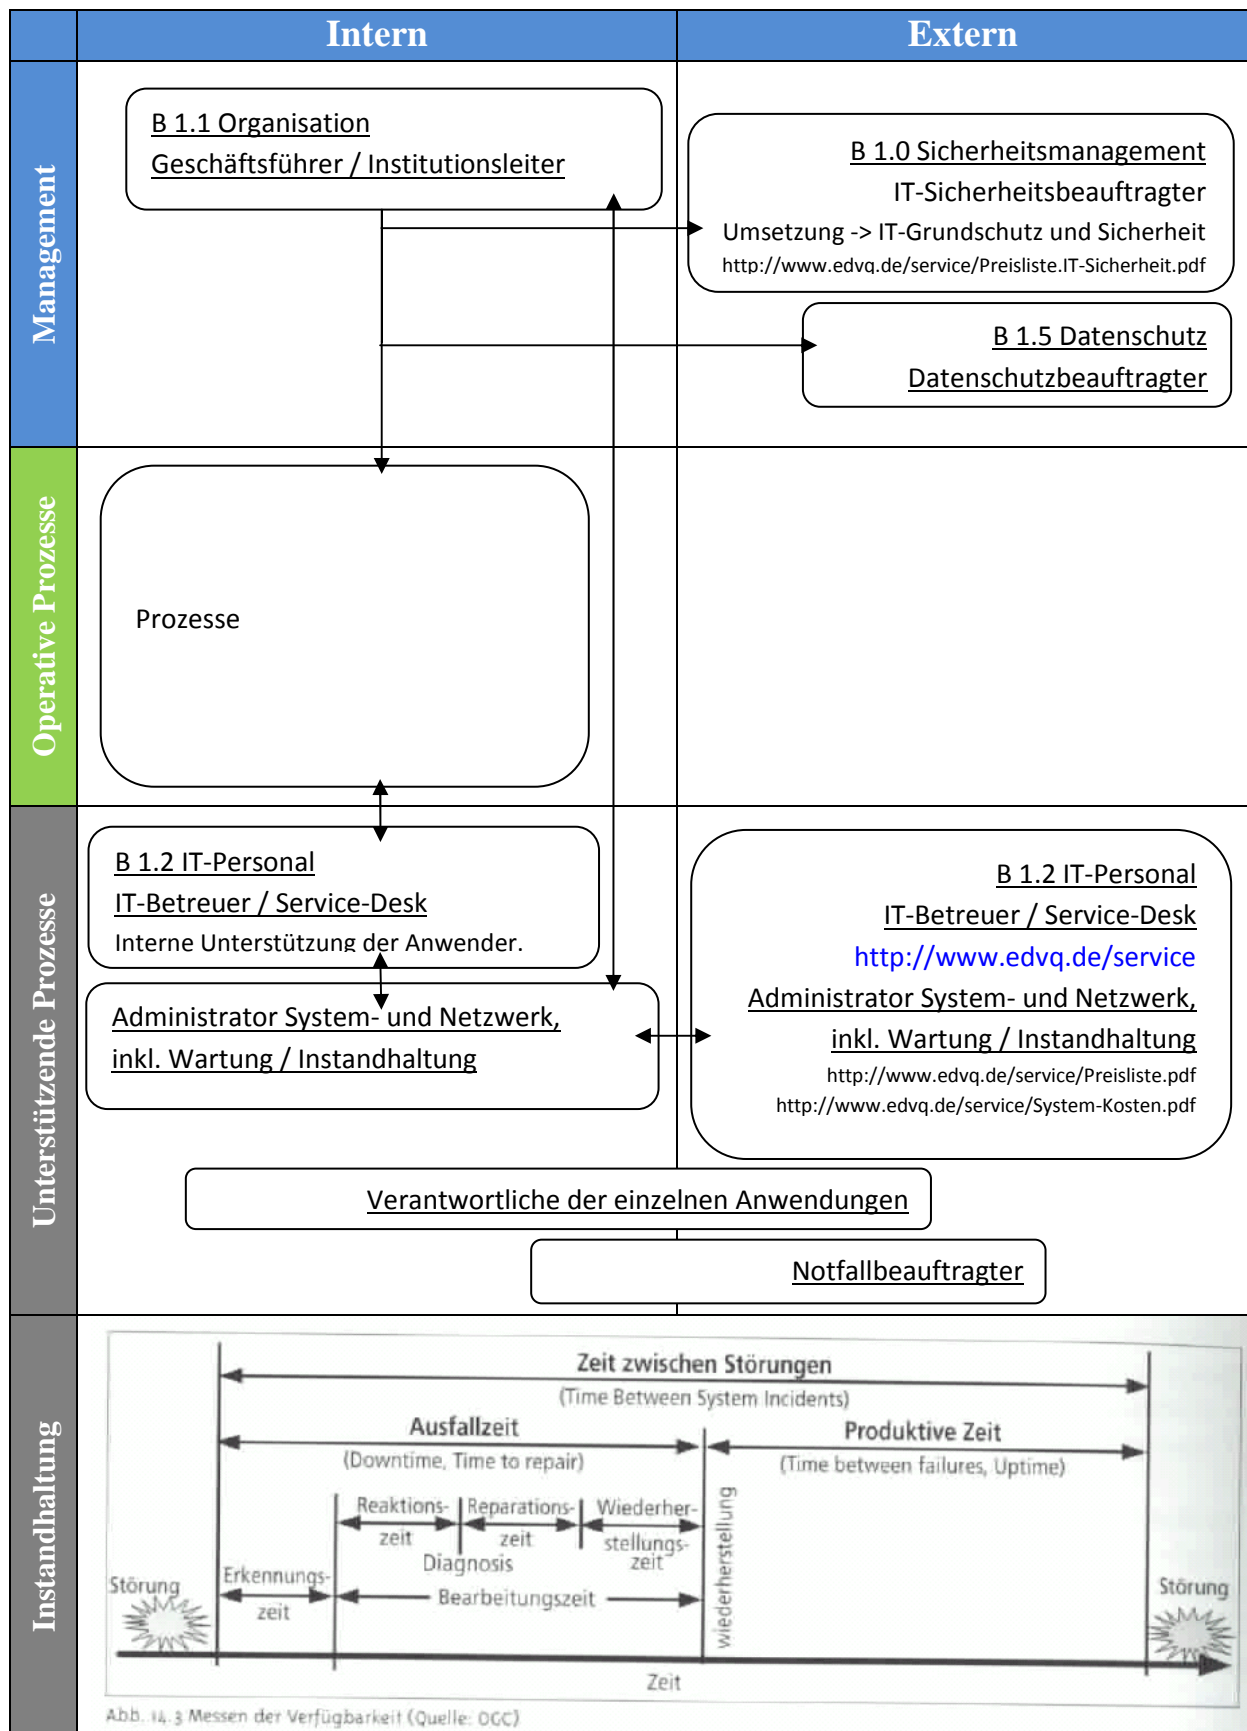 Intern
Extern
Management
B 1.1 Organisation
Geschäftsführer / Institutionsleiter
B 1.0 Sicherheitsmanagement
IT-Sicherheitsbeauftragter
Umsetzung -> IT-Grundschutz und Sicherheit
http://www.edvq.de/service/Preisliste.IT-Sicherheit.pdf
B 1.5 Datenschutz
Datenschutzbeauftragter
Operative Prozesse
Prozesse
Unterstützende Prozesse
B 1.2 IT-Personal
IT-Betreuer / Service-Desk
Interne Unterstützung der Anwender.
Administrator System- und Netzwerk,
inkl. Wartung / Instandhaltung
B 1.2 IT-Personal
IT-Betreuer / Service-Desk
http://www.edvq.de/service
Administrator System- und Netzwerk,
inkl. Wartung / Instandhaltung
http://www.edvq.de/service/Preisliste.pdf
http://www.edvq.de/service/System-Kosten.pdf
Verantwortliche der einzelnen Anwendungen
Notfallbeauftragter
Instandhaltung
Zeit zwischen Störungen
(Time Between System Incidents)
Ausfallzeit
(Downtime, Time to repair)
Produktive Zeit
(Time between failures, Uptime)
Reaktions-
zeit
Reparations-
zeit
Wiederher-
stellungs-
zeit
Diagnosis
Erkennungs-
zeit
Bearbeitungszeit
wiederherstellung
Störung
Störung
Zeit
Abb. 14.3 Messen der Verfügbarkeit (Quelle: OGC)